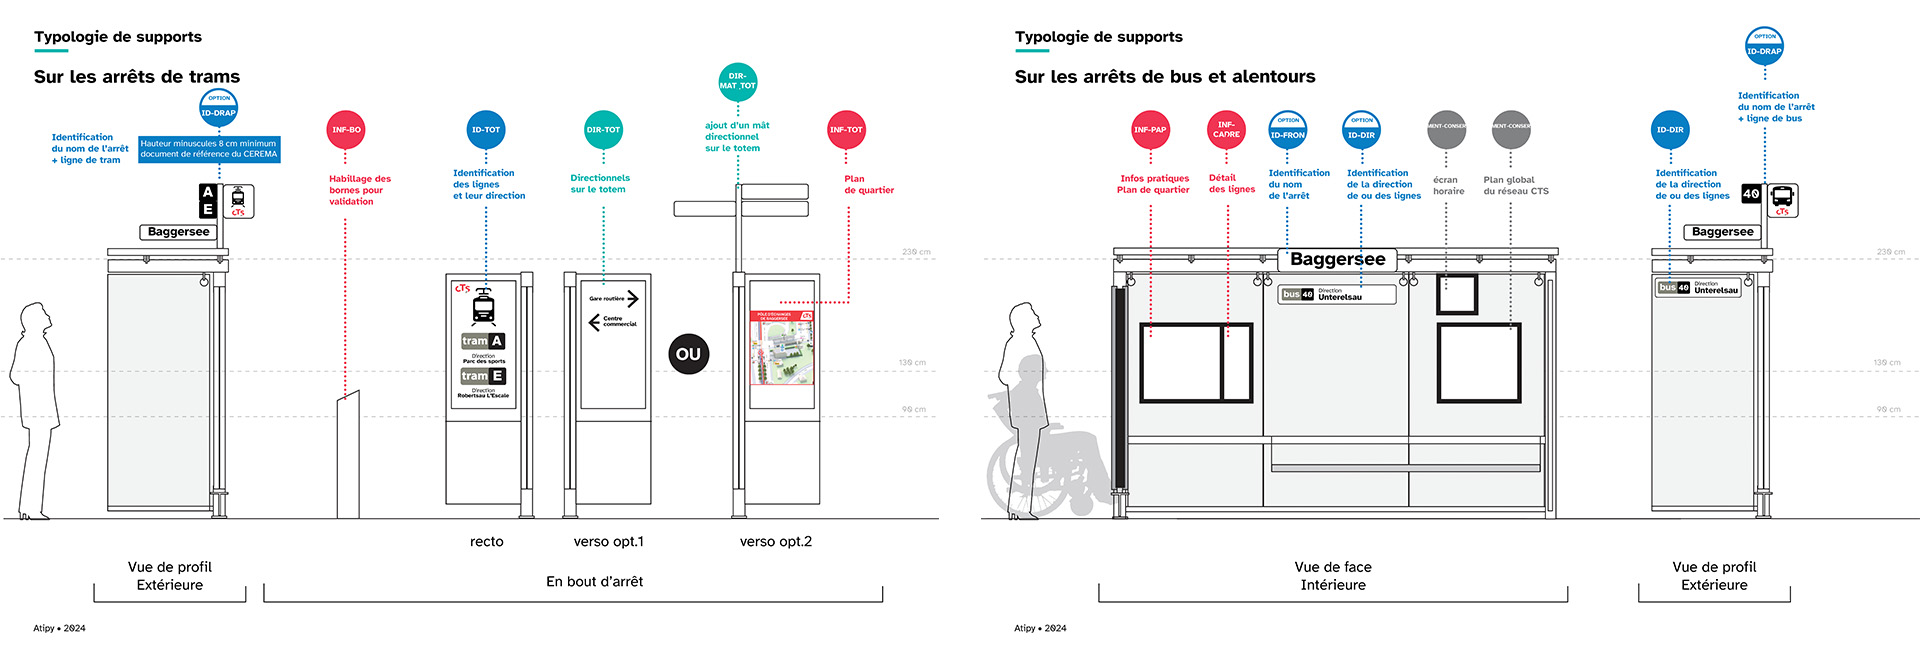 Typologie de supports
Sur les arrêts de trams
OPTION
ID-DRAP
Identification
du nom de l'arrêt
+ ligne de tram
Hauteur minuscules 8 cm minimum
document de référence du CEREMA
INF-BO
Habillage des
bornes pour
validation
ID-TOT
Identification
des lignes
et leur direction
DIR-TOT
Directionnels
sur le totem
DIR-
MAT_TOT
ajout d'un mât
directionnel
sur le totem
INF-TOT
Plan
de quartier
A
E
CTS
Baggersee
230 cm
130 cm
90 cm
CTS
tram A
Direction
Parc des sports
tram E
Direction
Robertsau L'Escale
Gare routière
Centre
commercial
OU
PÔLE D'ÉCHANGES
DE BAGGERSEE
CTS
recto
verso opt.1
verso opt.2
Vue de profil
Extérieure
En bout d'arrêt
Atipy • 2024
Typologie de supports
Sur les arrêts de bus et alentours
INF-PAP
Infos pratiques
Plan de quartier
INF-
CADRE
Détail
des lignes
OPTION
ID-FRON
Identification
du nom
de l'arrêt
OPTION
ID-DIR
Identification
de la direction
de ou des lignes
MENT-CONSER
écran
horaire
MENT-CONSER
Plan global
du réseau CTS
ID-DIR
Identification
de la direction
de ou des lignes
OPTION
ID-DRAP
Identification
du nom de l'arrêt
+ ligne de bus
40
CTS
Baggersee
Baggersee
bus 40
Direction
Unterelsau
bus 40
Direction
Unterelsau
230 cm
130 cm
90 cm
Vue de face
Intérieure
Vue de profil
Extérieure
Atipy • 2024